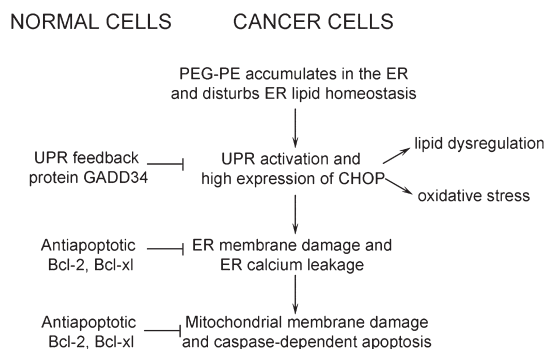 NORMAL CELLS CANCER CELLS
PEG-PE accumulates in the ER
and disturbs ER lipid homeostasis
lipid dysregulation
UPR feedback
protein GADD34
UPR activation and
high expression of CHOP
oxidative stress
Antiapoptotic
Bcl-2, Bcl-xl
ER membrane damage and
ER calcium leakage
Antiapoptotic
Bcl-2, Bcl-xl
Mitochondrial membrane damage
and caspase-dependent apoptosis